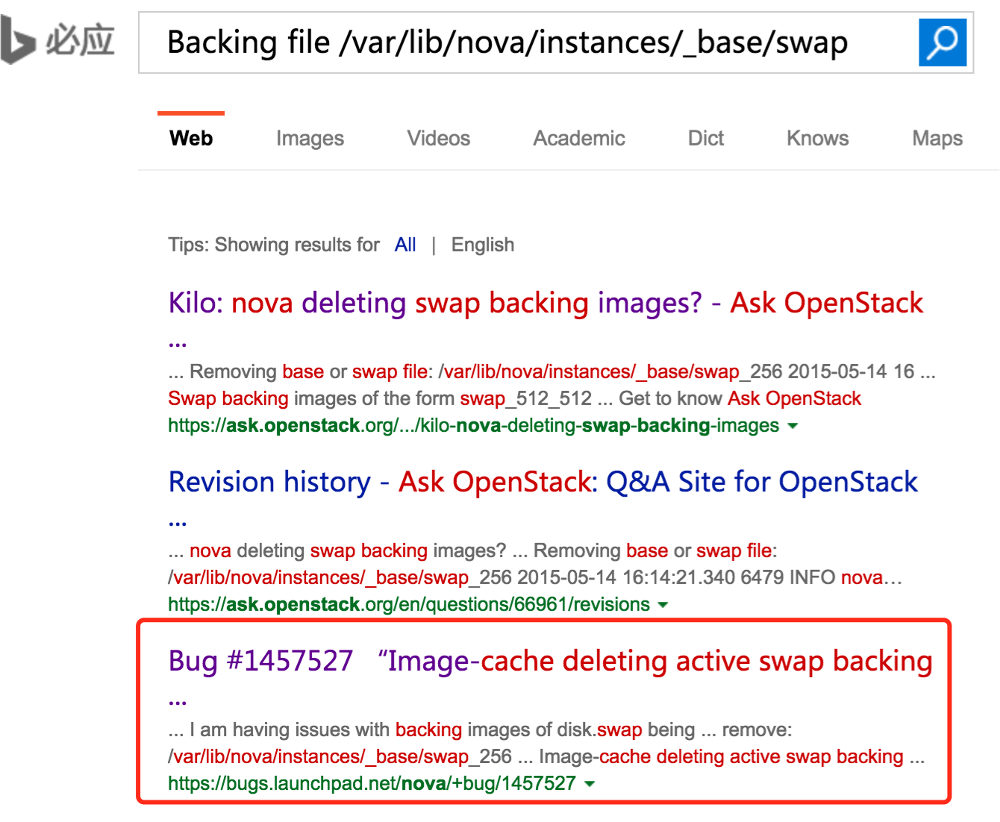 必应
Backing file /var/lib/nova/instances/_base/swap
Web Images Videos Academic Dict Knows Maps
Tips: Showing results for All | English
Kilo: nova deleting swap backing images? - Ask OpenStack
...
... Removing base or swap file: /var/lib/nova/instances/_base/swap_256 2015-05-14 16 ...
Swap backing images of the form swap_512_512 ... Get to know Ask OpenStack
https://ask.openstack.org/.../kilo-nova-deleting-swap-backing-images
Revision history - Ask OpenStack: Q&A Site for OpenStack
...
... nova deleting swap backing images? ... Removing base or swap file:
/var/lib/nova/instances/_base/swap_256 2015-05-14 16:14:21.340 6479 INFO nova...
https://ask.openstack.org/en/questions/66961/revisions
Bug #1457527 “Image-cache deleting active swap backing
...
... I am having issues with backing images of disk.swap being ... remove:
/var/lib/nova/instances/_base/swap_256 ... Image-cache deleting active swap backing ...
https://bugs.launchpad.net/nova/+bug/1457527